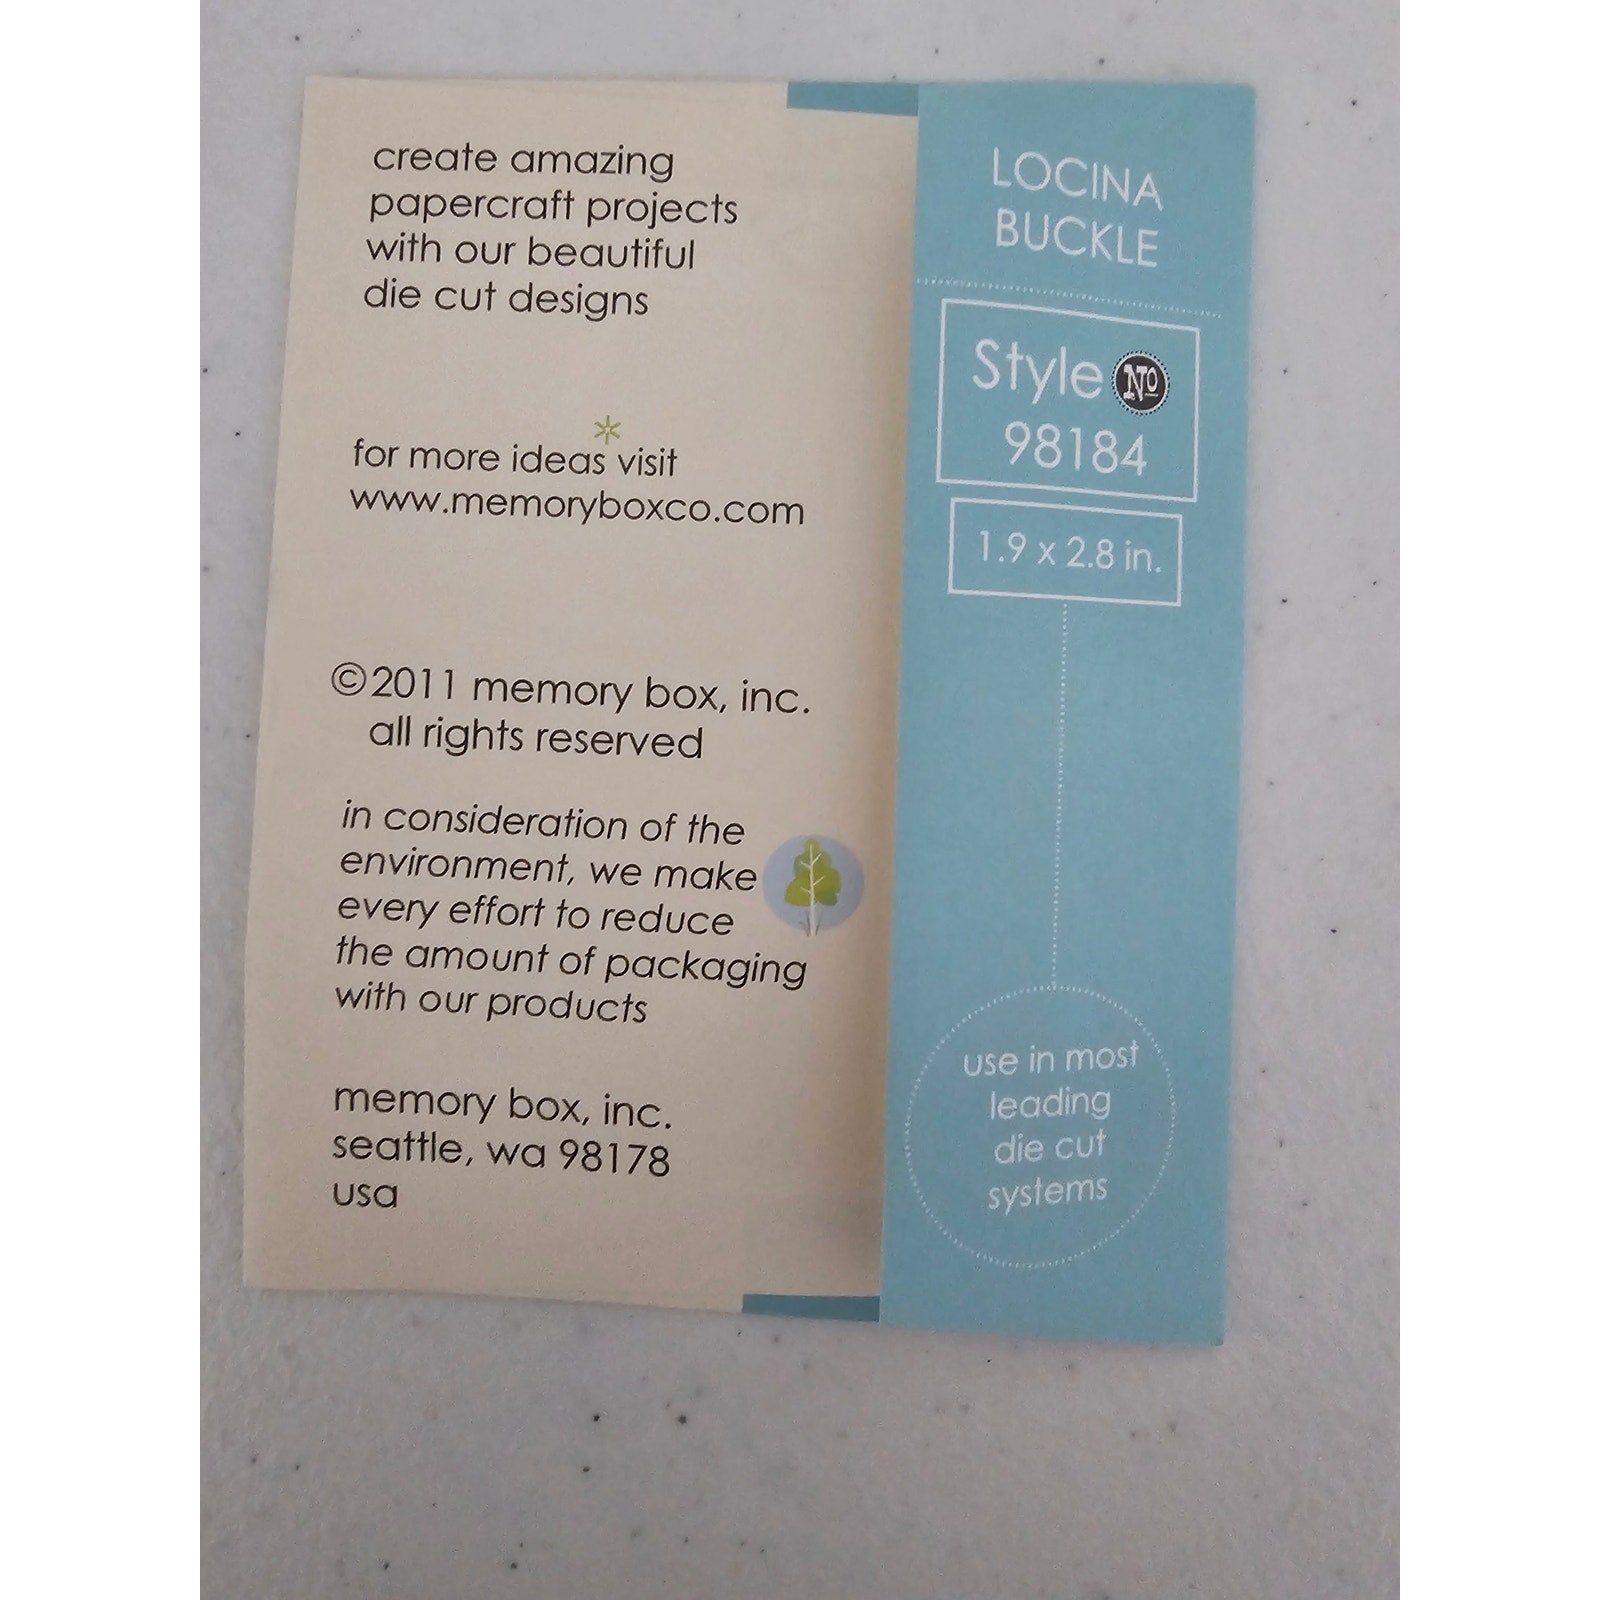 create amazing
papercraft projects
with our beautiful
die cut designs
for more ideas visit
www.memoryboxco.com
©2011 memory box, inc.
all rights reserved
in consideration of the
environment, we make
every effort to reduce
the amount of packaging
with our products
memory box, inc.
seattle, wa 98178
usa
LOCINA
BUCKLE
Style No
98184
1.9 x 2.8 in.
use in most
leading
die cut
systems